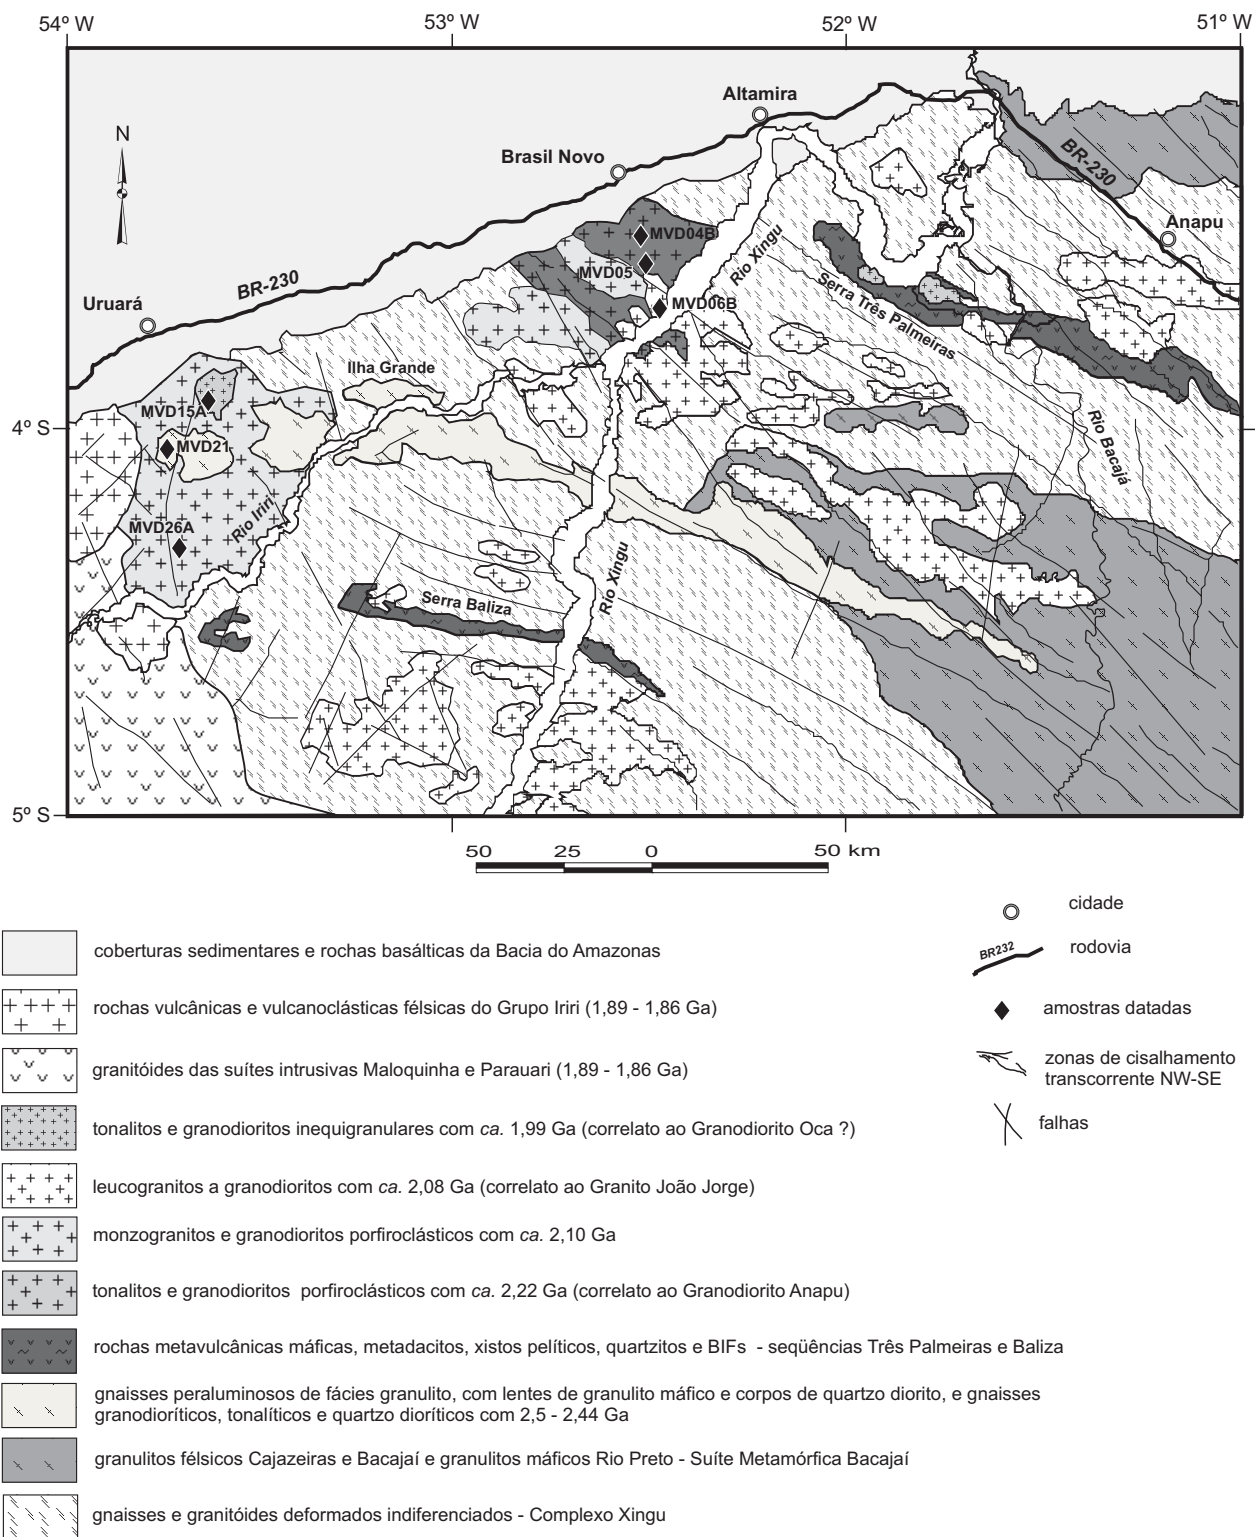 54º W
53º W
52º W
51º W
Altamira
N
Brasil Novo
BR-230
Anapu
MVD04B
MVD05
Rio Xingu
BR-230
Serra Três Palmeiras
MVD06B
Uruará
Ilha Grande
MVD15A
4º S
MVD21
Rio Bacajá
MVD26A
Rio Iriri
Rio Xingu
Serra Baliza
5º S
50 25 0 50 km
cidade
coberturas sedimentares e rochas basálticas da Bacia do Amazonas
BR232
rodovia
rochas vulcânicas e vulcanoclásticas félsicas do Grupo Iriri (1,89 - 1,86 Ga)
amostras datadas
granitóides das suítes intrusivas Maloquinha e Parauari (1,89 - 1,86 Ga)
zonas de cisalhamento
transcorrente NW-SE
tonalitos e granodioritos inequigranulares com ca. 1,99 Ga (correlato ao Granodiorito Oca ?)
falhas
leucogranitos a granodioritos com ca. 2,08 Ga (correlato ao Granito João Jorge)
monzogranitos e granodioritos porfiroclásticos com ca. 2,10 Ga
tonalitos e granodioritos porfiroclásticos com ca. 2,22 Ga (correlato ao Granodiorito Anapu)
rochas metavulcânicas máficas, metadacitos, xistos pelíticos, quartzitos e BIFs - seqüências Três Palmeiras e Baliza
gnaisses peraluminosos de fácies granulito, com lentes de granulito máfico e corpos de quartzo diorito, e gnaisses
granodioríticos, tonalíticos e quartzo dioríticos com 2,5 - 2,44 Ga
granulitos félsicos Cajazeiras e Bacajaí e granulitos máficos Rio Preto - Suíte Metamórfica Bacajaí
gnaisses e granitóides deformados indiferenciados - Complexo Xingu